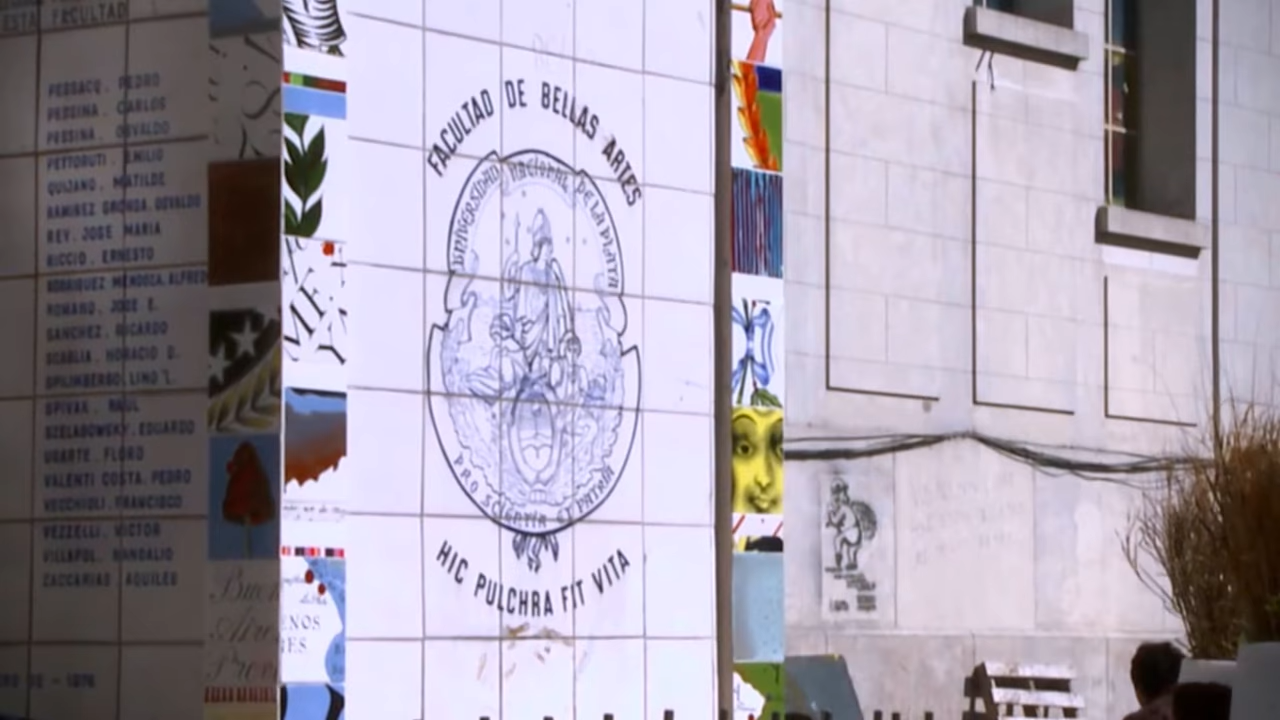 ESTA FACULTAD
PESSACQ. PEDRO
PESSINA. CARLOS
PESSINA. OSVALDO
PETTORUTI. EMILIO
QUIJANO. MATILDE
RAMIREZ GRONDA. OSVALDO
REY. JOSE MARIA
RICCIO. ERNESTO
RODRIGUEZ MENDOZA. ALFREDO
ROMANO. JOSE E.
SANCHEZ. RICARDO
SCAGLIA. HORACIO
SPILIMBERGO. LINO
SPIVAK. RAUL
SZELAGOWSKY. EDUARDO
UGARTE. FLORO
VALENTI COSTA. PEDRO
VECCHIOLI. FRANCISCO
VEZZELLI. VICTOR
VILLAFOL.
ZACCARIAS AQUILES
FACULTAD DE BELLAS ARTES
UNIVERSIDAD NACIONAL DE LA PLATA
PRO SCIENTIA ET PATRIA
HIC PULCHRA FIT VITA
Buen